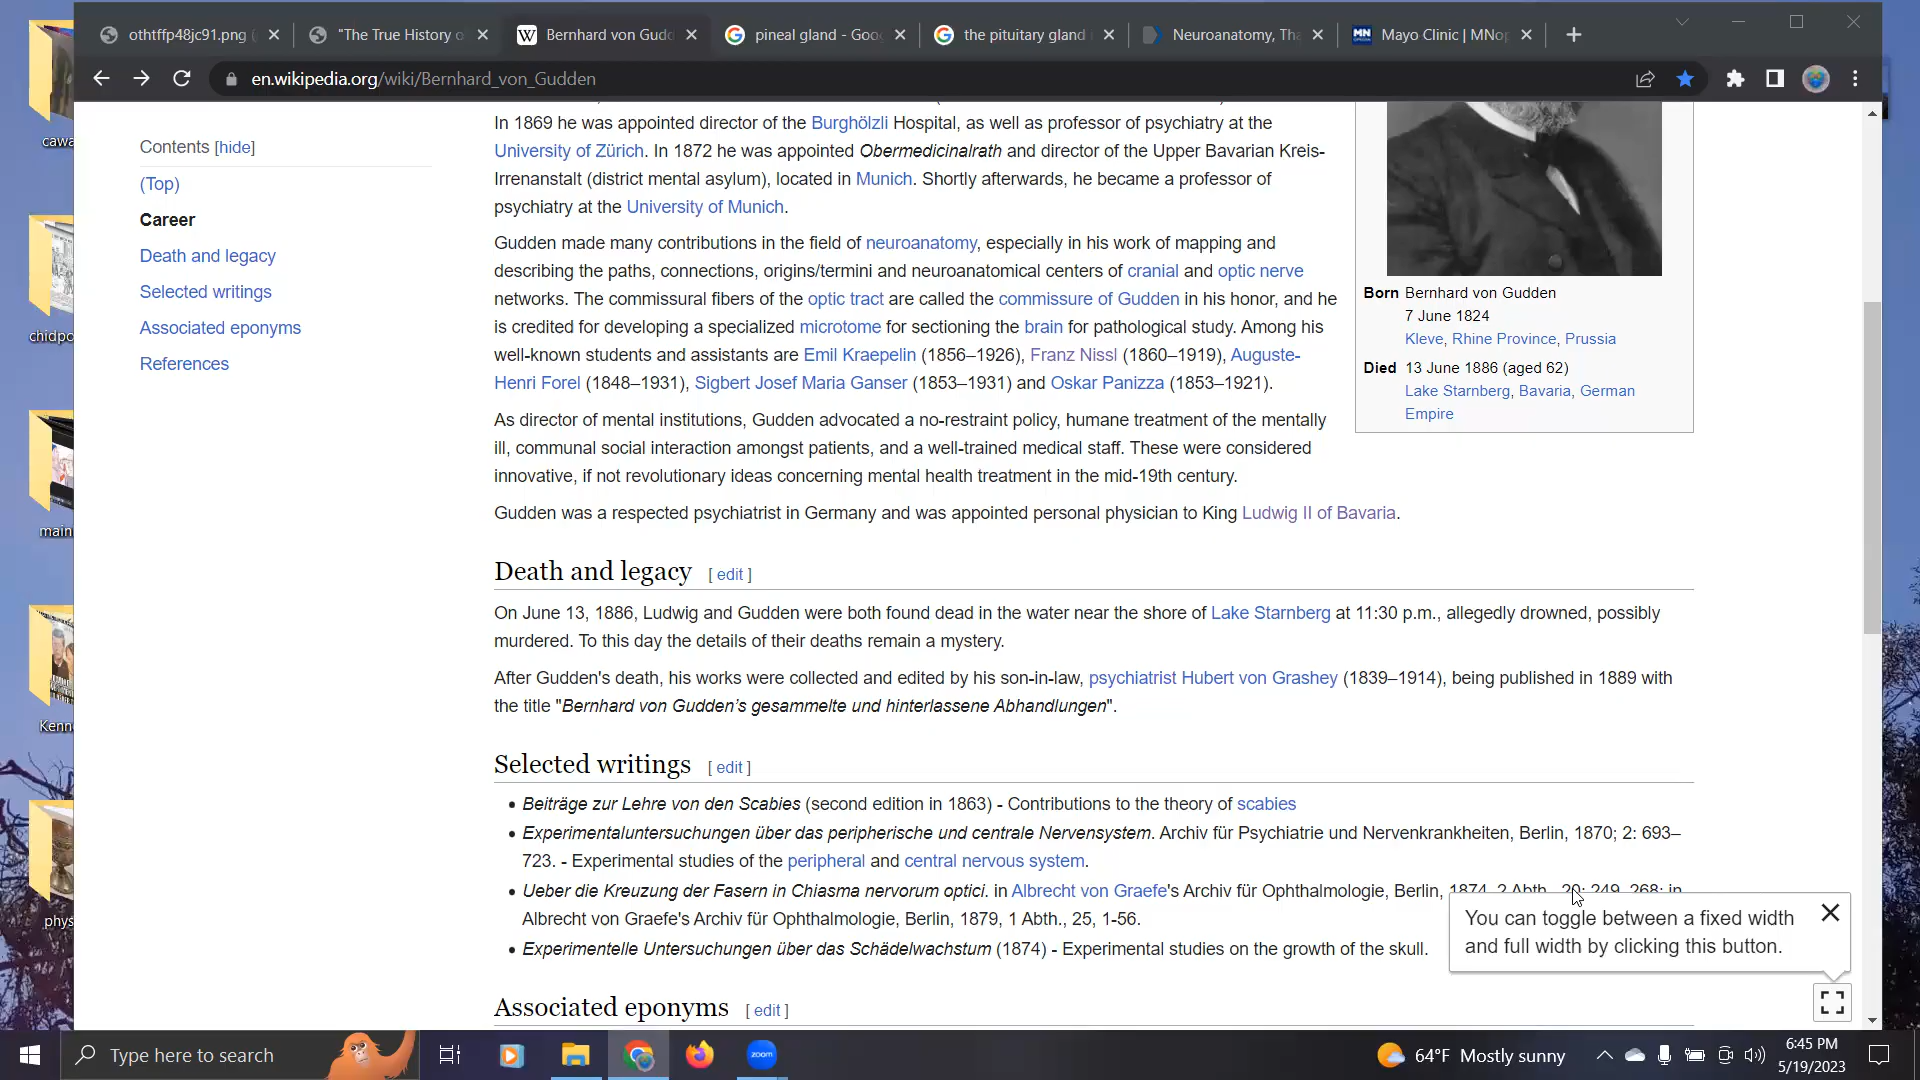 othtffp48jc91.png (
"The True History o
Bernhard von Gudd
pineal gland - Goo
the pituitary gland
Neuroanatomy, Tha
MN
Mayo Clinic | MNop
en.wikipedia.org/wiki/Bernhard_von_Gudden
cawa
chidpo
main
Kenn
phys
Contents [hide]
(Top)
Career
Death and legacy
Selected writings
Associated eponyms
References
In 1869 he was appointed director of the Burghölzli Hospital, as well as professor of psychiatry at the
University of Zürich. In 1872 he was appointed Obermedicinalrath and director of the Upper Bavarian Kreis-
Irrenanstalt (district mental asylum), located in Munich. Shortly afterwards, he became a professor of
psychiatry at the University of Munich.
Gudden made many contributions in the field of neuroanatomy, especially in his work of mapping and
describing the paths, connections, origins/termini and neuroanatomical centers of cranial and optic nerve
networks. The commissural fibers of the optic tract are called the commissure of Gudden in his honor, and he
is credited for developing a specialized microtome for sectioning the brain for pathological study. Among his
well-known students and assistants are Emil Kraepelin (1856–1926), Franz Nissl (1860–1919), Auguste-
Henri Forel (1848–1931), Sigbert Josef Maria Ganser (1853–1931) and Oskar Panizza (1853–1921).
As director of mental institutions, Gudden advocated a no-restraint policy, humane treatment of the mentally
ill, communal social interaction amongst patients, and a well-trained medical staff. These were considered
innovative, if not revolutionary ideas concerning mental health treatment in the mid-19th century.
Gudden was a respected psychiatrist in Germany and was appointed personal physician to King Ludwig II of Bavaria.
Born Bernhard von Gudden
7 June 1824
Kleve, Rhine Province, Prussia
Died 13 June 1886 (aged 62)
Lake Starnberg, Bavaria, German
Empire
Death and legacy [ edit ]
On June 13, 1886, Ludwig and Gudden were both found dead in the water near the shore of Lake Starnberg at 11:30 p.m., allegedly drowned, possibly
murdered. To this day the details of their deaths remain a mystery.
After Gudden's death, his works were collected and edited by his son-in-law, psychiatrist Hubert von Grashey (1839–1914), being published in 1889 with
the title "Bernhard von Gudden's gesammelte und hinterlassene Abhandlungen".
Selected writings [ edit ]
• Beiträge zur Lehre von den Scabies (second edition in 1863) - Contributions to the theory of scabies
• Experimentaluntersuchungen über das peripherische und centrale Nervensystem. Archiv für Psychiatrie und Nervenkrankheiten, Berlin, 1870; 2: 693–
723. - Experimental studies of the peripheral and central nervous system.
• Ueber die Kreuzung der Fasern in Chiasma nervorum optici. in Albrecht von Graefe's Archiv für Ophthalmologie, Berlin, 1874, 2 Abth., 20: 249, 268; in
Albrecht von Graefe's Archiv für Ophthalmologie, Berlin, 1879, 1 Abth., 25, 1-56.
• Experimentelle Untersuchungen über das Schädelwachstum (1874) - Experimental studies on the growth of the skull.
You can toggle between a fixed width
and full width by clicking this button.
Associated eponyms [ edit ]
Type here to search
zoom
64°F Mostly sunny
6:45 PM
5/19/2023